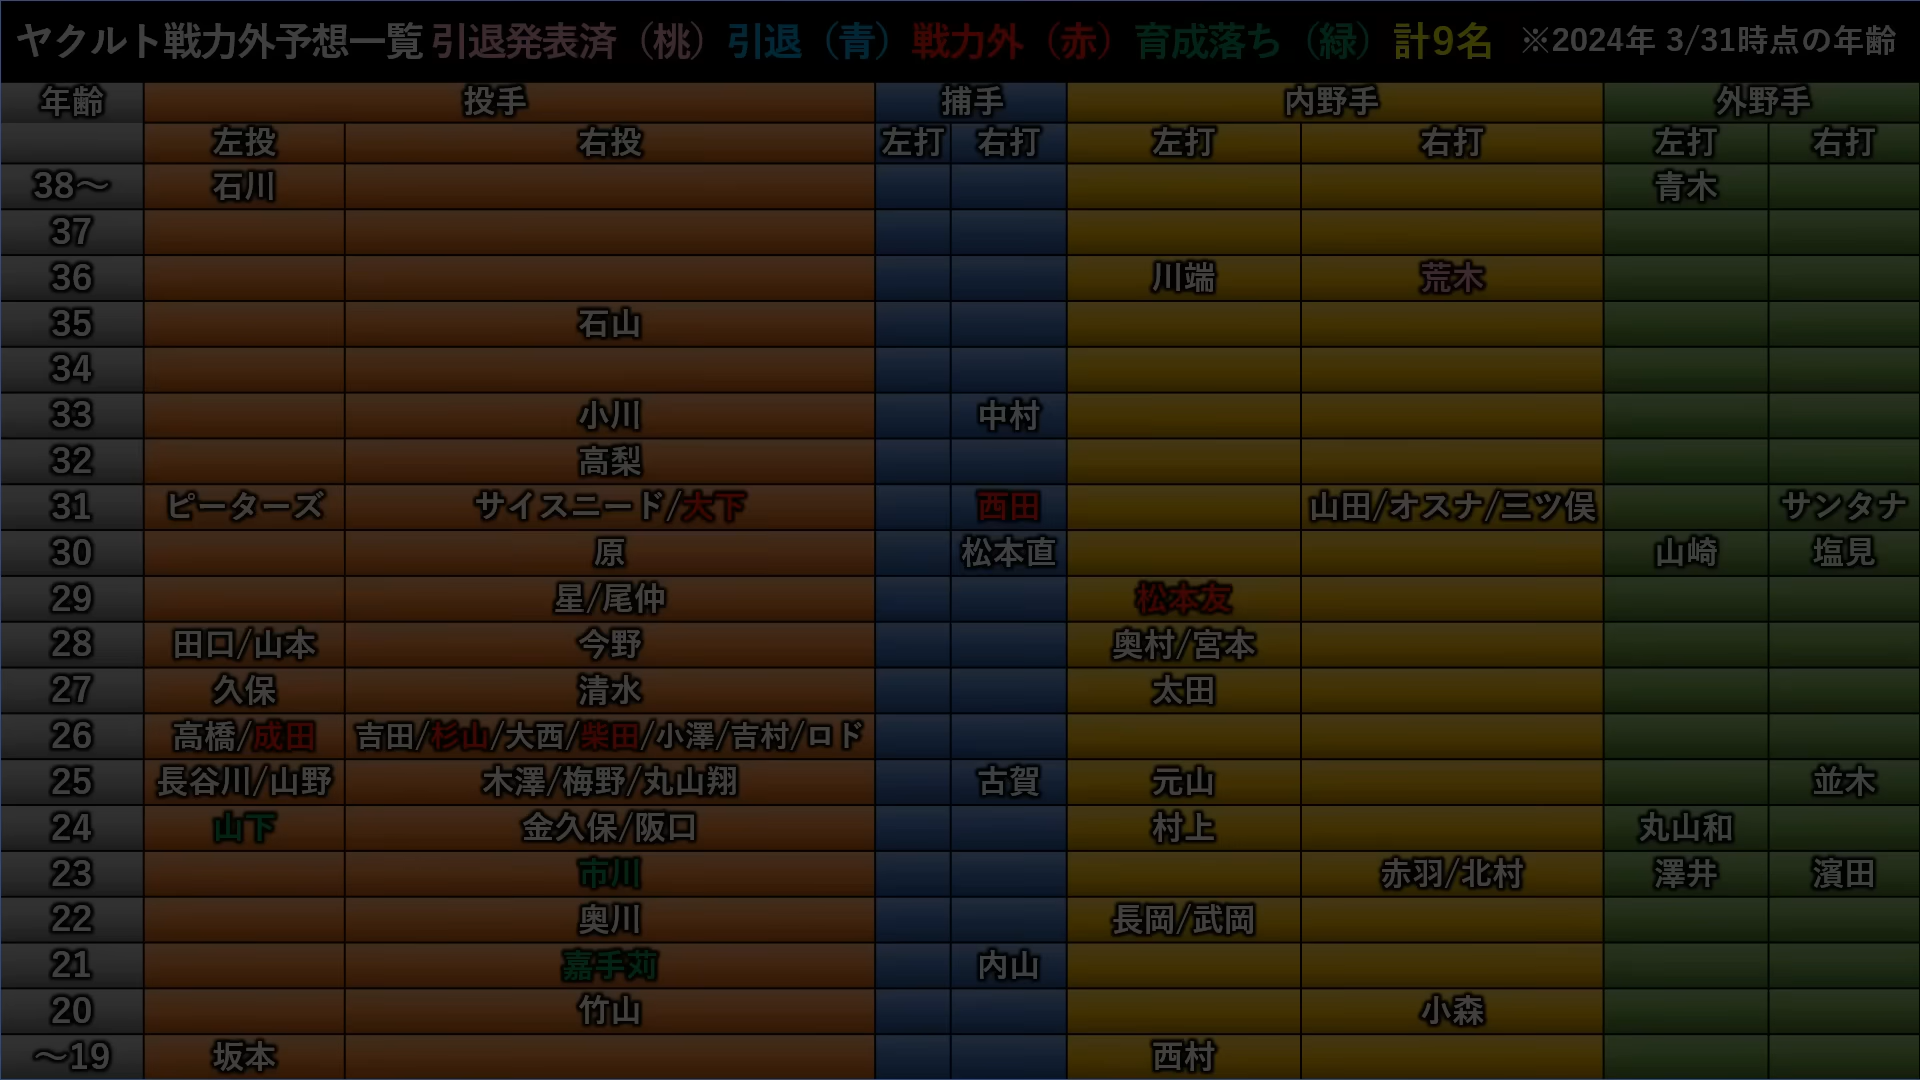 ヤクルト戦力外予想一覧 引退発表済（桃）引退（青）戦力外（赤）育成落ち（緑）計9名 ※2024年 3/31時点の年齢
年齢 投手 捕手 内野手 外野手
左投 右投 左打 右打 左打 右打 左打 右打
38～ 石川 青木
37
36 川端 荒木
35 石山
34
33 小川 中村
32 高梨
31 ピーターズ サイスニード/大下 西田 山田/オスナ/三ツ俣 サンタナ
30 原 松本直 山崎 塩見
29 星/尾仲 松本友
28 田口/山本 今野 奥村/宮本
27 久保 清水 太田
26 高橋/成田 吉田/杉山/大西/柴田/小澤/吉村/ロド
25 長谷川/山野 木澤/梅野/丸山翔 古賀 元山 並木
24 山下 金久保/阪口 村上 丸山和
23 市川 赤羽/北村 澤井 濱田
22 奥川 長岡/武岡
21 嘉手苅 内山
20 竹山 小森
～19 坂本 西村